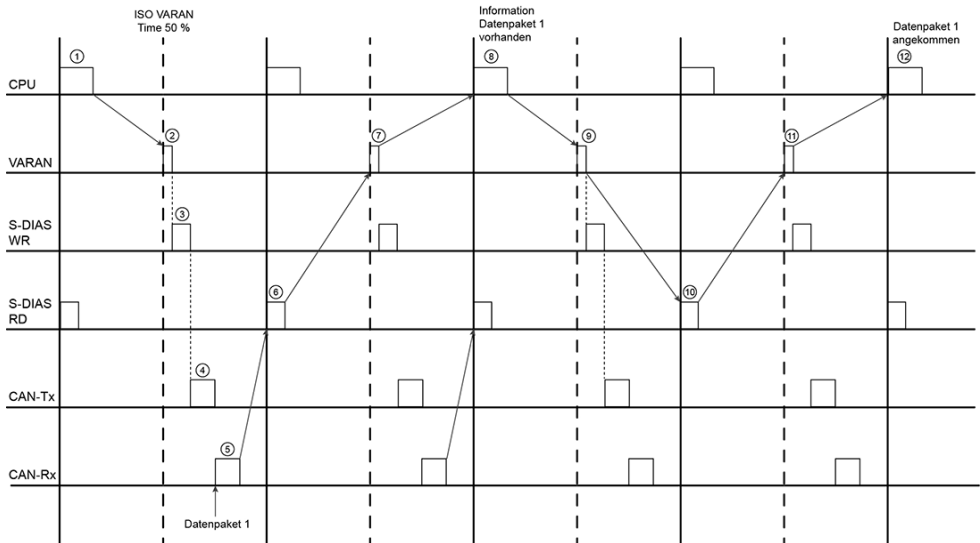 ISO VARAN
Time 50 %
Information
Datenpaket 1
vorhanden
Datenpaket 1
angekommen
1
8
12
CPU
2
7
9
11
VARAN
3
S-DIAS
WR
6
10
S-DIAS
RD
4
CAN-Tx
5
CAN-Rx
Datenpaket 1